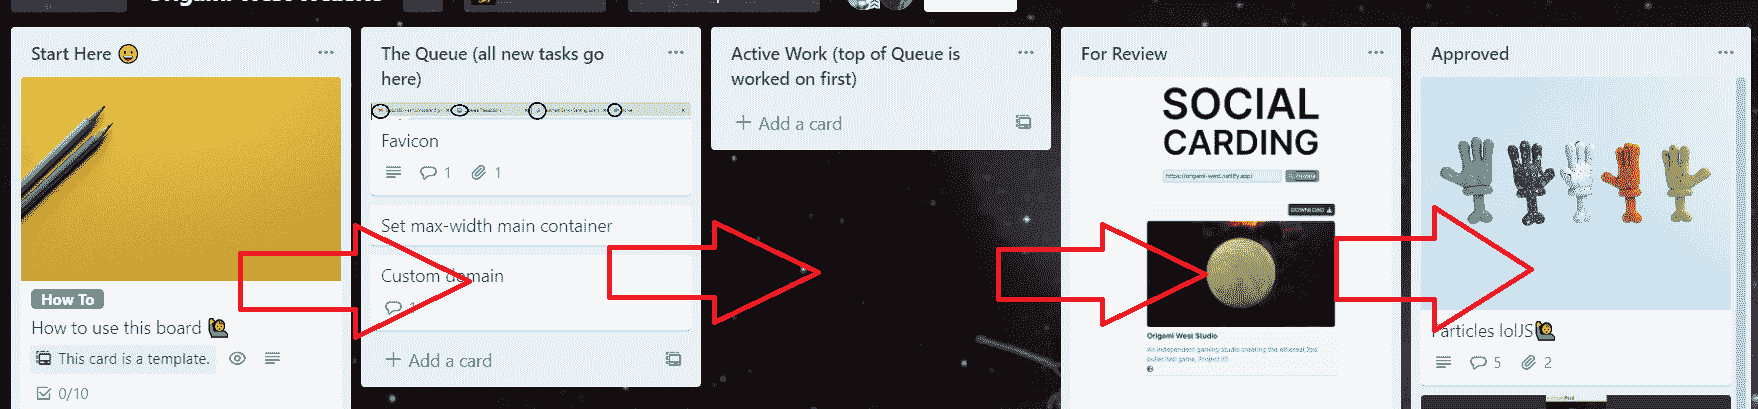 Start Here
How To
How to use this board
This card is a template.
0/10
The Queue (all new tasks go
here)
Favicon
1
1
Set max-width main container
Custom domain
1
+ Add a card
Active Work (top of Queue is
worked on first)
+ Add a card
For Review
SOCIAL
CARDING
https://origami-west.netlify.app/
DOWNLOAD
Origami West Studio
An independent gaming studio creating the ethereal
Approved
articles lolJS
5
2